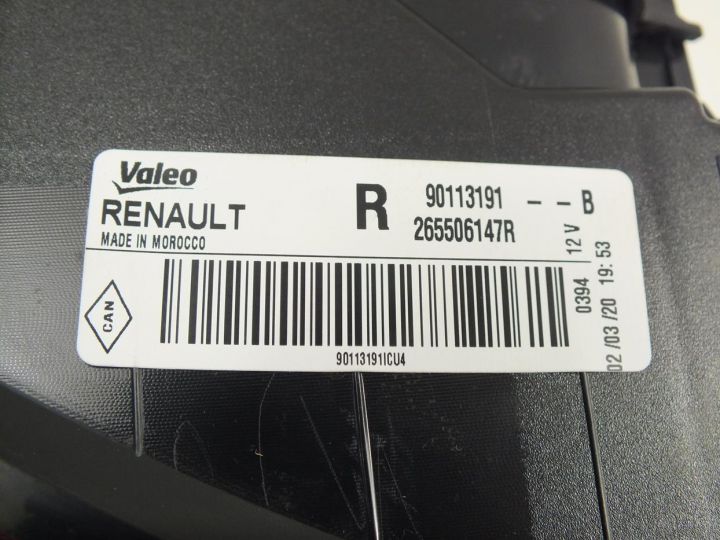 Valeo
RENAULT
MADE IN MOROCCO
R
90113191 - - B
265506147R
12 V
CAN
0394
02 /03 /20 19: 53
90113191ICU4